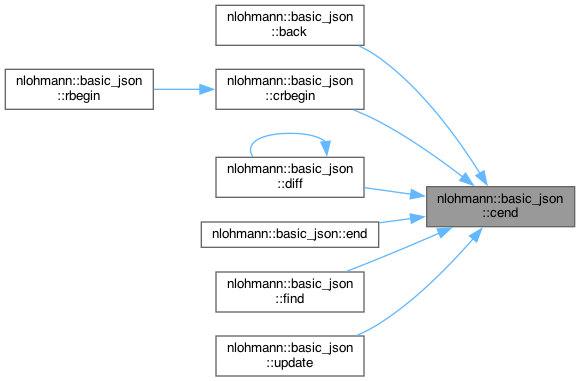 nlohmann::basic_json
::back
nlohmann::basic_json
::rbegin
nlohmann::basic_json
::crbegin
nlohmann::basic_json
::diff
nlohmann::basic_json
::cend
nlohmann::basic_json::end
nlohmann::basic_json
::find
nlohmann::basic_json
::update